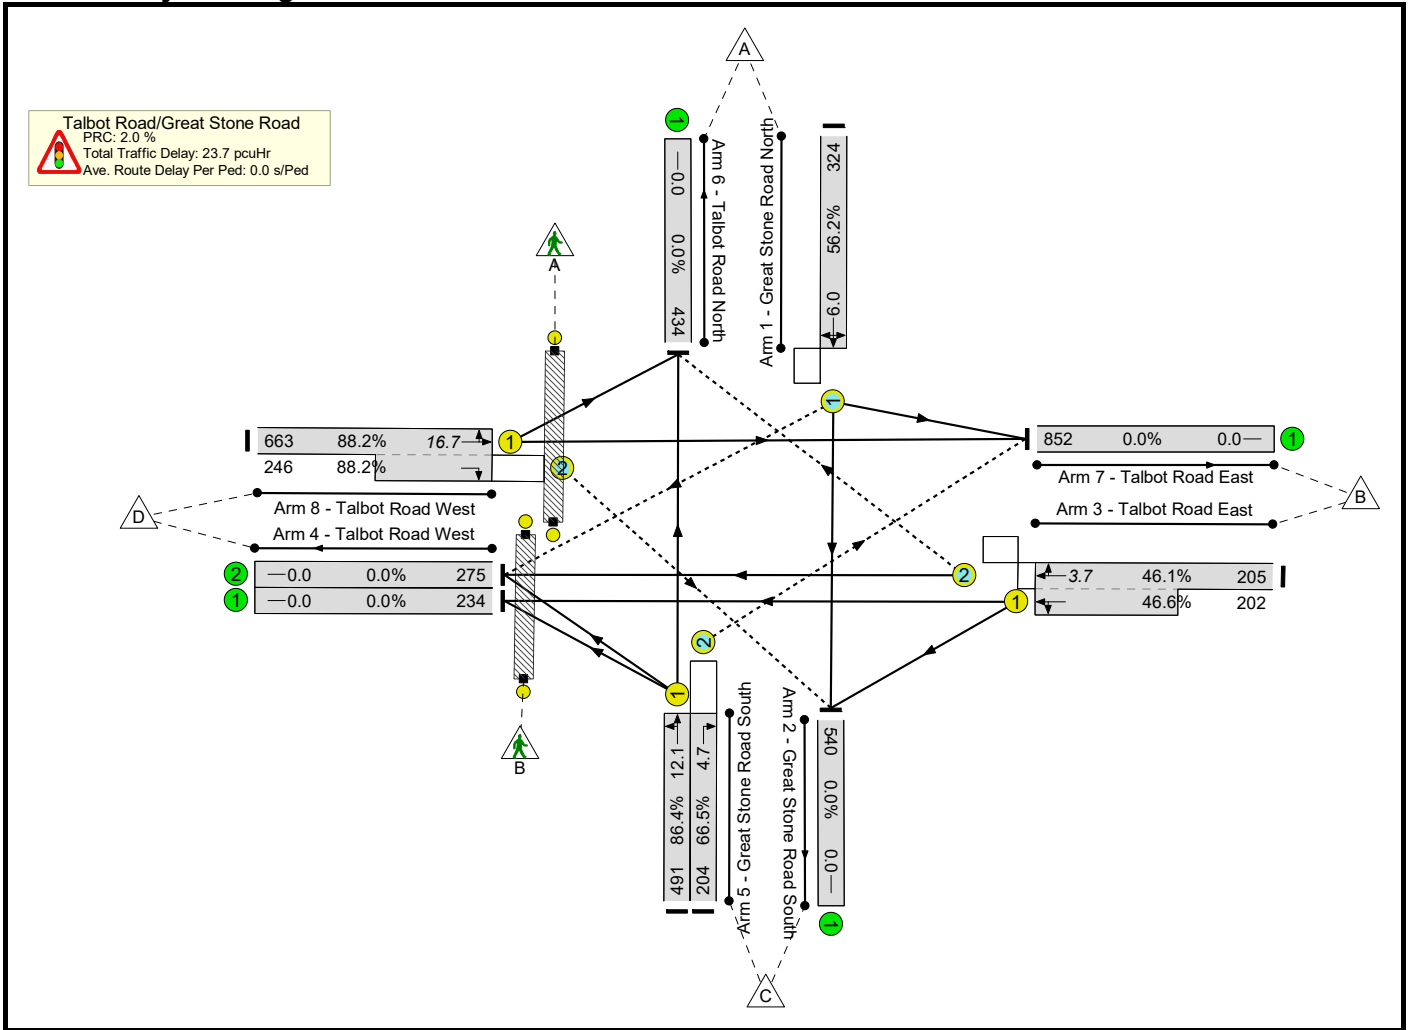 Talbot Road/Great Stone Road
PRC: 2.0 %
Total Traffic Delay: 23.7 pcuHr
Ave. Route Delay Per Ped: 0.0 s/Ped
A
1
0.0 0.0% 434
Arm 6 - Talbot Road North
Arm 1 - Great Stone Road North
324 56.2% 6.0
A
1
663 88.2% 16.7
1
246 88.2%
2
Arm 8 - Talbot Road West
D
Arm 4 - Talbot Road West
2
0.0 0.0% 275
1
0.0 0.0% 234
852 0.0% 0.0
1
Arm 7 - Talbot Road East
B
Arm 3 - Talbot Road East
2
3.7 46.1% 205
1
46.6% 202
2
1
B
491 86.4% 12.1
204 66.5% 4.7
Arm 5 - Great Stone Road South
Arm 2 - Great Stone Road South
540 0.0% 0.0
1
C